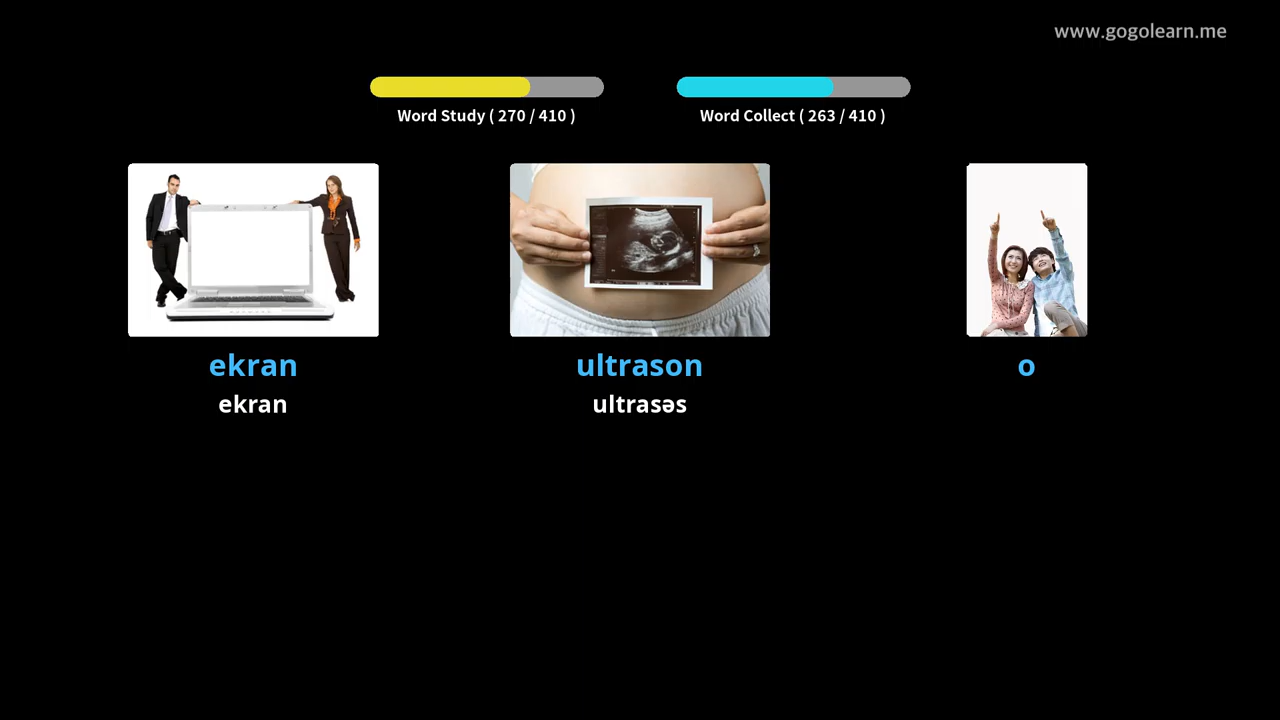 www.gogolearn.me
Word Study ( 270 / 410 )
Word Collect ( 263 / 410 )
ekran
ultrason
o
ekran
ultrasəs